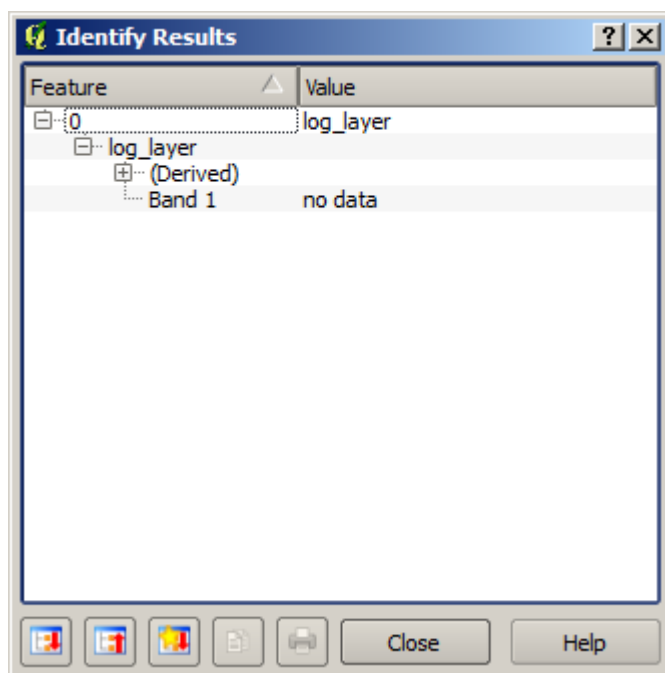 Identify Results
Feature Value
0 log_layer
log_layer
(Derived)
Band 1 no data
Close Help